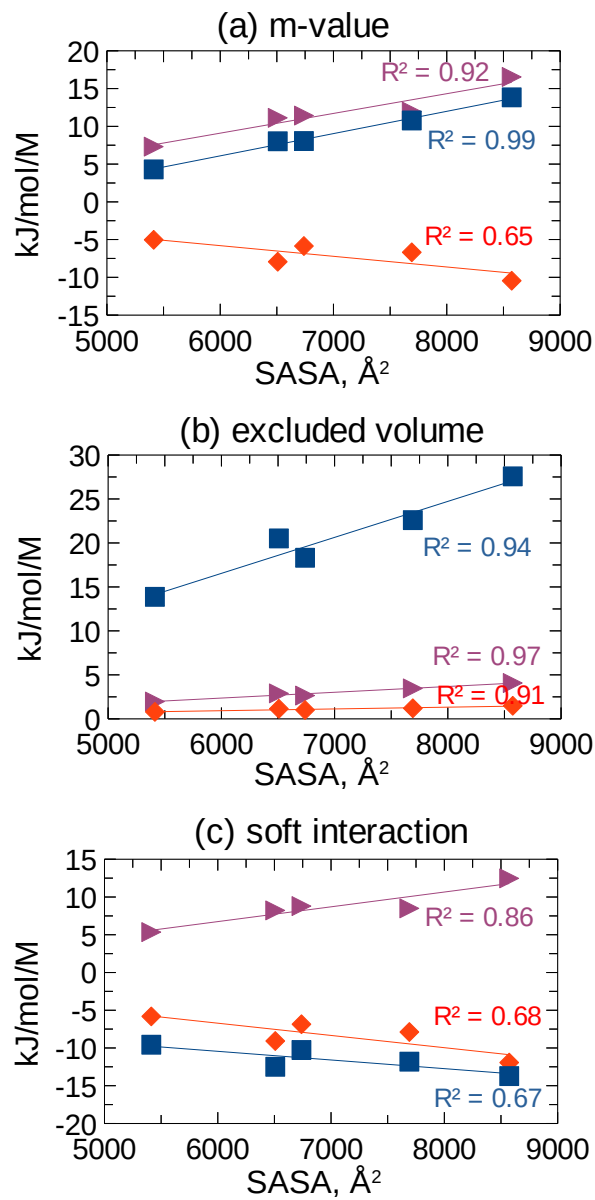 (a) m-value
20
15
10
5
0
-5
-10
-15
kJ/mol/M
R² = 0.92
R² = 0.99
R² = 0.65
5000 6000 7000 8000 9000
SASA, Å²
(b) excluded volume
30
25
20
15
10
5
0
kJ/mol/M
R² = 0.94
R² = 0.97
R² = 0.91
5000 6000 7000 8000 9000
SASA, Å²
(c) soft interaction
15
10
5
0
-5
-10
-15
-20
kJ/mol/M
R² = 0.86
R² = 0.68
R² = 0.67
5000 6000 7000 8000 9000
SASA, Å²